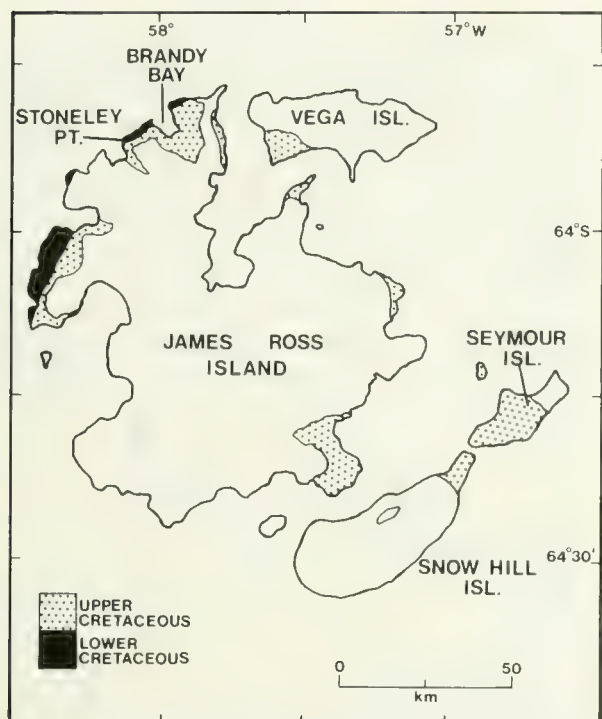 58°
57°W
BRANDY
BAY
STONELEY
PT.
VEGA ISL.
64°S
JAMES ROSS
ISLAND
SEYMOUR
ISL.
64°30'
SNOW HILL
ISL.
UPPER
CRETACEOUS
LOWER
CRETACEOUS
0 50
km